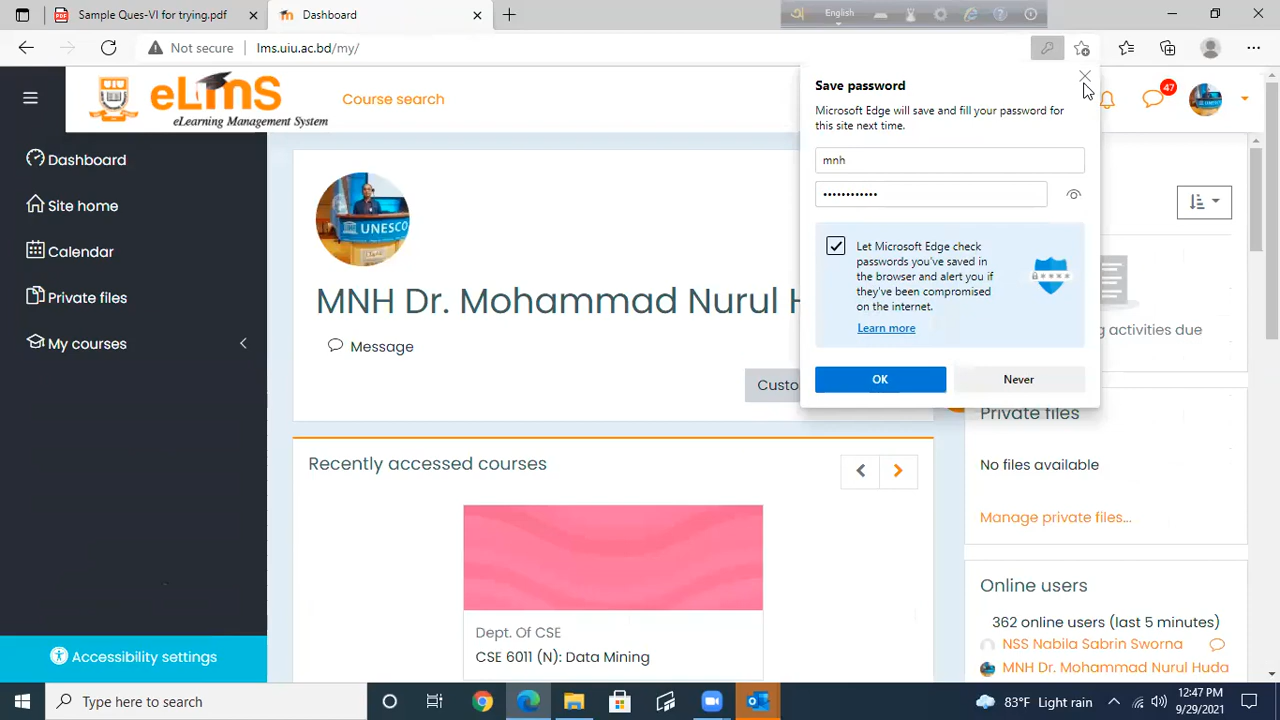 Sample Ques-VI for trying.pdf
Dashboard
English
Not secure
lms.uiu.ac.bd/my/
eLmS
eLearning Management System
Course search
47
Dashboard
Site home
Calendar
Private files
My courses
Accessibility settings
UNESCO
MNH Dr. Mohammad Nurul H
Message
Custo
Recently accessed courses
Dept. Of CSE
CSE 6011 (N): Data Mining
Save password
Microsoft Edge will save and fill your password for
this site next time.
mnh
••••••••••••
Let Microsoft Edge check
passwords you've saved in
the browser and alert you if
they've been compromised
on the internet.
Learn more
OK
Never
g activities due
Private files
No files available
Manage private files...
Online users
362 online users (last 5 minutes)
NSS Nabila Sabrin Sworna
MNH Dr. Mohammad Nurul Huda
Type here to search
83°F Light rain
12:47 PM
9/29/2021